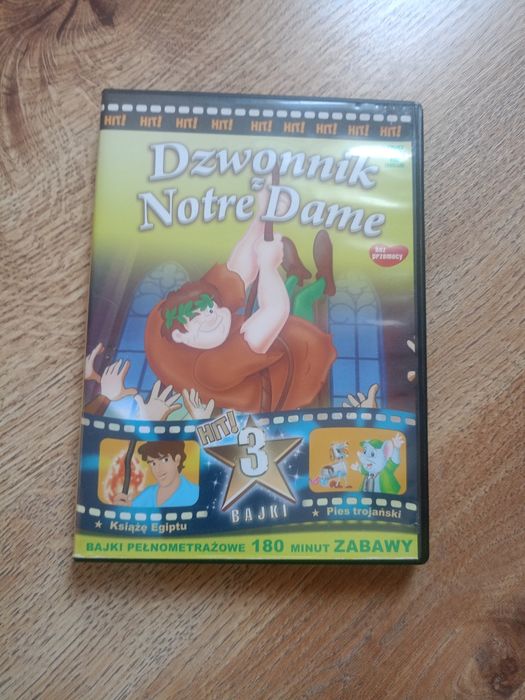 HIT! HIT! HIT! HIT! HIT! HIT! HIT! HIT! HIT!
Dzwonnik
z
Notre Dame
Bez
przemocy
HIT!
3
BAJKI
★ Książę Egiptu
★ Pies trojański
BAJKI PEŁNOMETRAŻOWE 180 MINUT ZABAWY